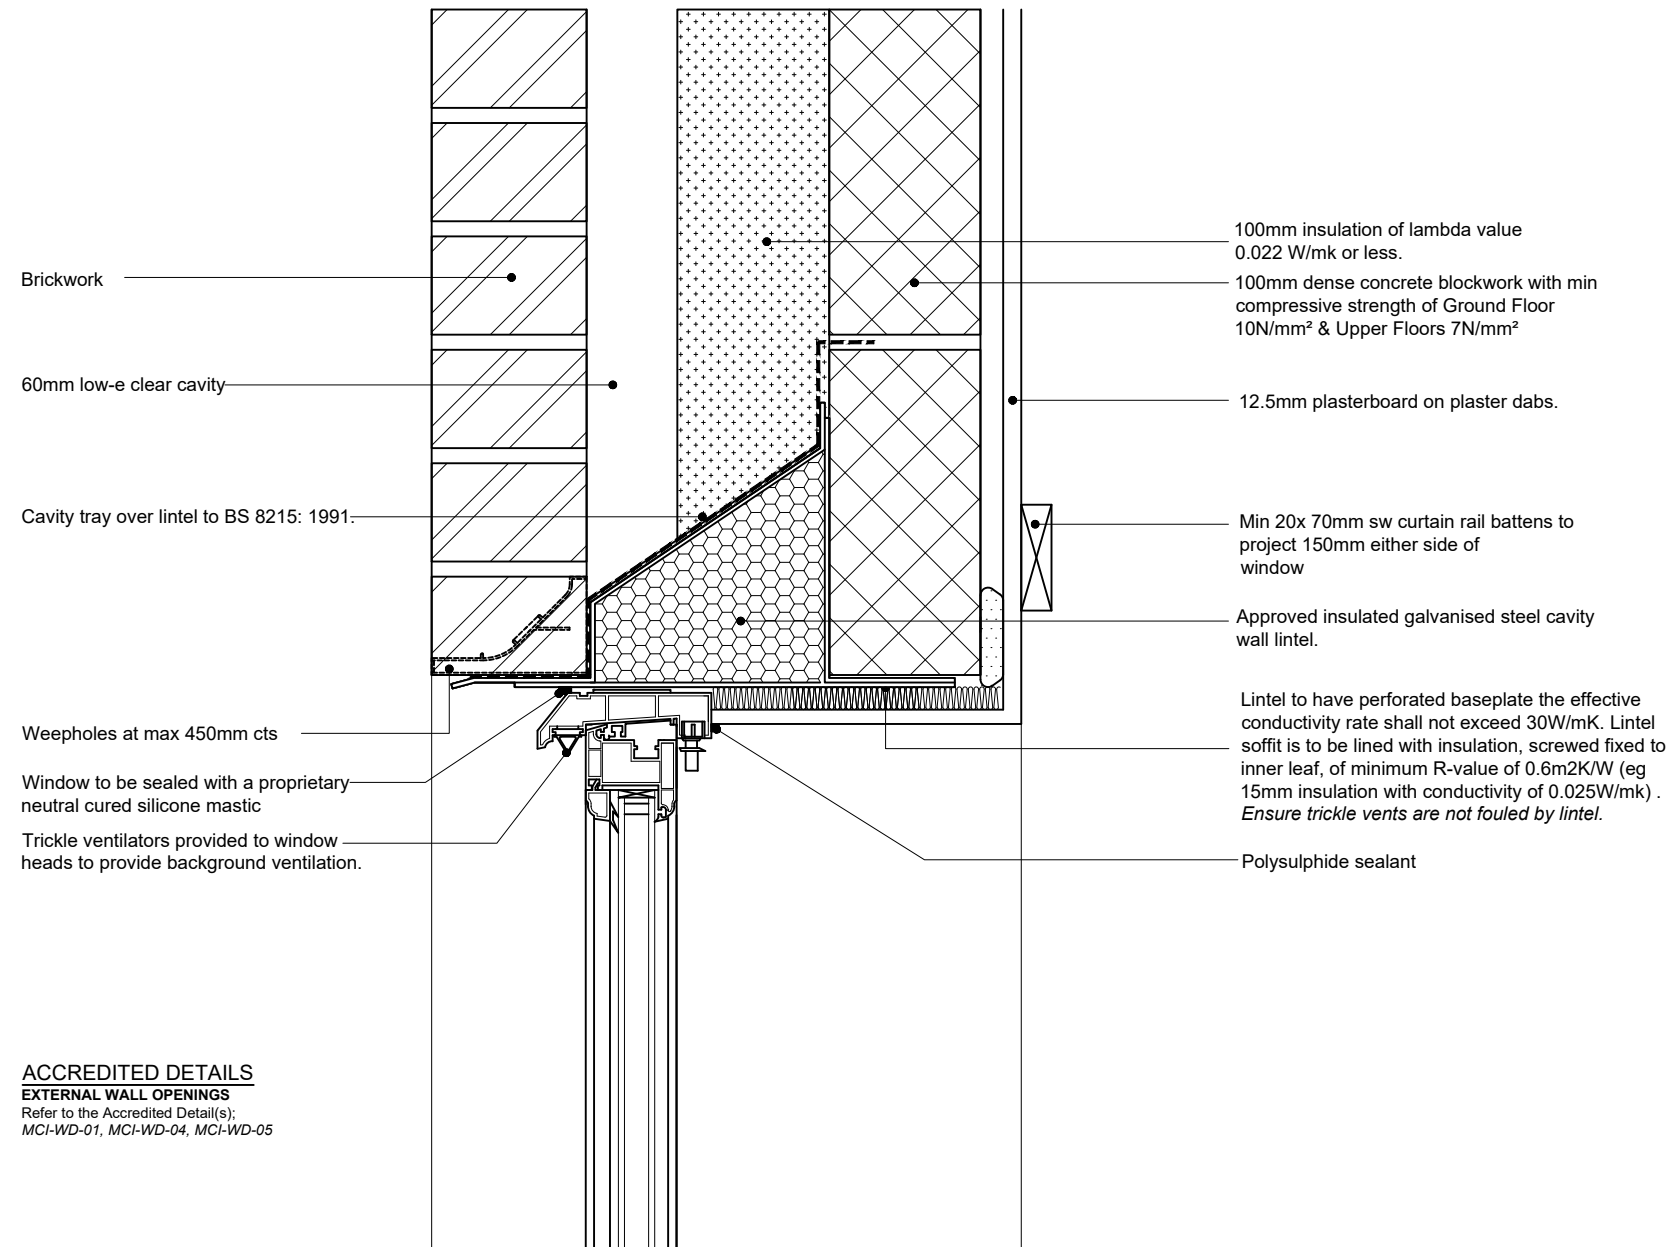 Brickwork
60mm low-e clear cavity
Cavity tray over lintel to BS 8215: 1991.
Weepholes at max 450mm cts
Window to be sealed with a proprietary
neutral cured silicone mastic
Trickle ventilators provided to window
heads to provide background ventilation.
100mm insulation of lambda value
0.022 W/mk or less.
100mm dense concrete blockwork with min
compressive strength of Ground Floor
10N/mm² & Upper Floors 7N/mm²
12.5mm plasterboard on plaster dabs.
Min 20x 70mm sw curtain rail battens to
project 150mm either side of
window
Approved insulated galvanised steel cavity
wall lintel.
Lintel to have perforated baseplate the effective
conductivity rate shall not exceed 30W/mK. Lintel
soffit is to be lined with insulation, screwed fixed to
inner leaf, of minimum R-value of 0.6m2K/W (eg
15mm insulation with conductivity of 0.025W/mk) .
Ensure trickle vents are not fouled by lintel.
Polysulphide sealant
ACCREDITED DETAILS
EXTERNAL WALL OPENINGS
Refer to the Accredited Detail(s);
MCI-WD-01, MCI-WD-04, MCI-WD-05